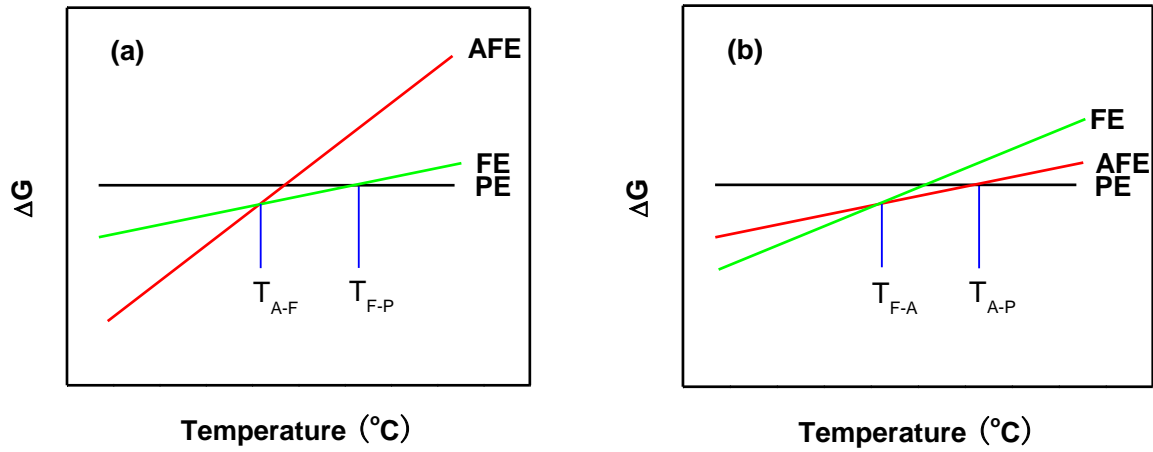 (a)
AFE
FE
PE
ΔG
T_A-F
T_F-P
Temperature（°C）
(b)
FE
AFE
PE
ΔG
T_F-A
T_A-P
Temperature（°C）